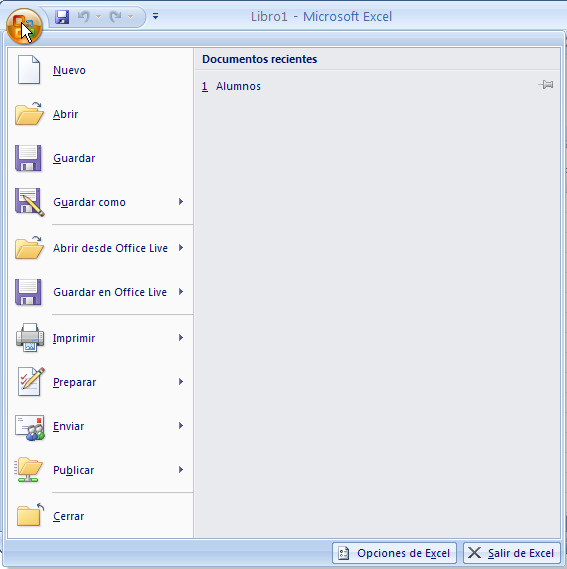 Libro1 - Microsoft Excel
Nuevo
Abrir
Guardar
Guardar como
Abrir desde Office Live
Guardar en Office Live
Imprimir
Preparar
Enviar
Publicar
Cerrar
Documentos recientes
1 Alumnos
Opciones de Excel
Salir de Excel